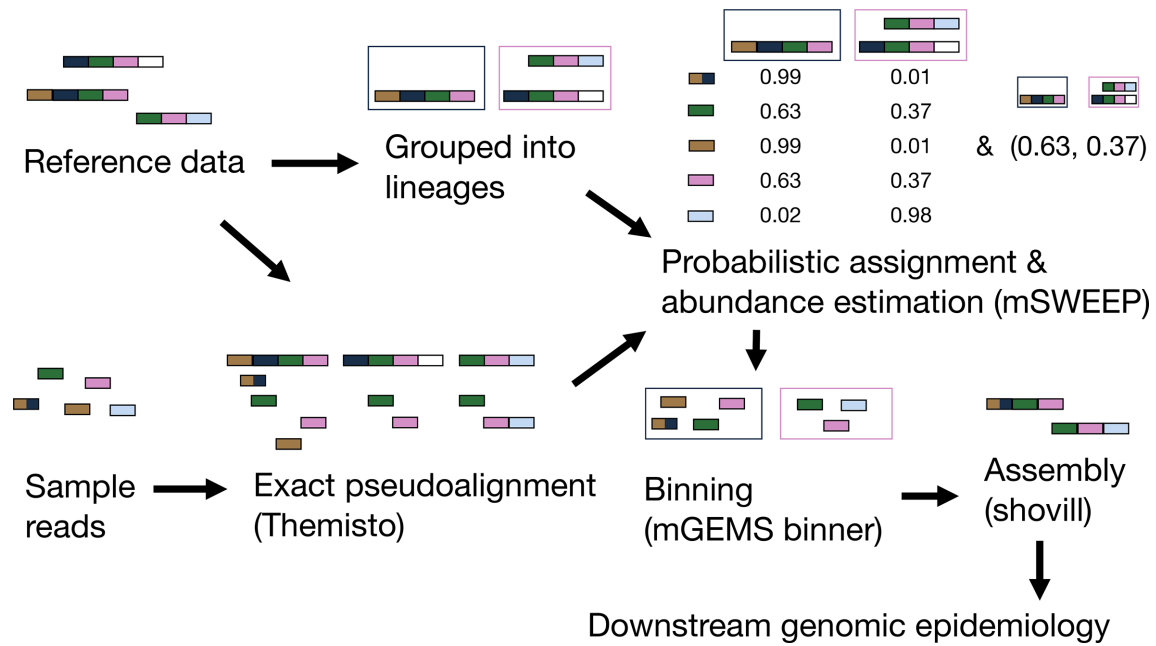 0.99 0.01
0.63 0.37
0.99 0.01
& (0.63, 0.37)
0.63 0.37
0.02 0.98
Reference data
Grouped into
lineages
Probabilistic assignment &
abundance estimation (mSWEEP)
Sample
reads
Exact pseudoalignment
(Themisto)
Binning
(mGEMS binner)
Assembly
(shovill)
Downstream genomic epidemiology